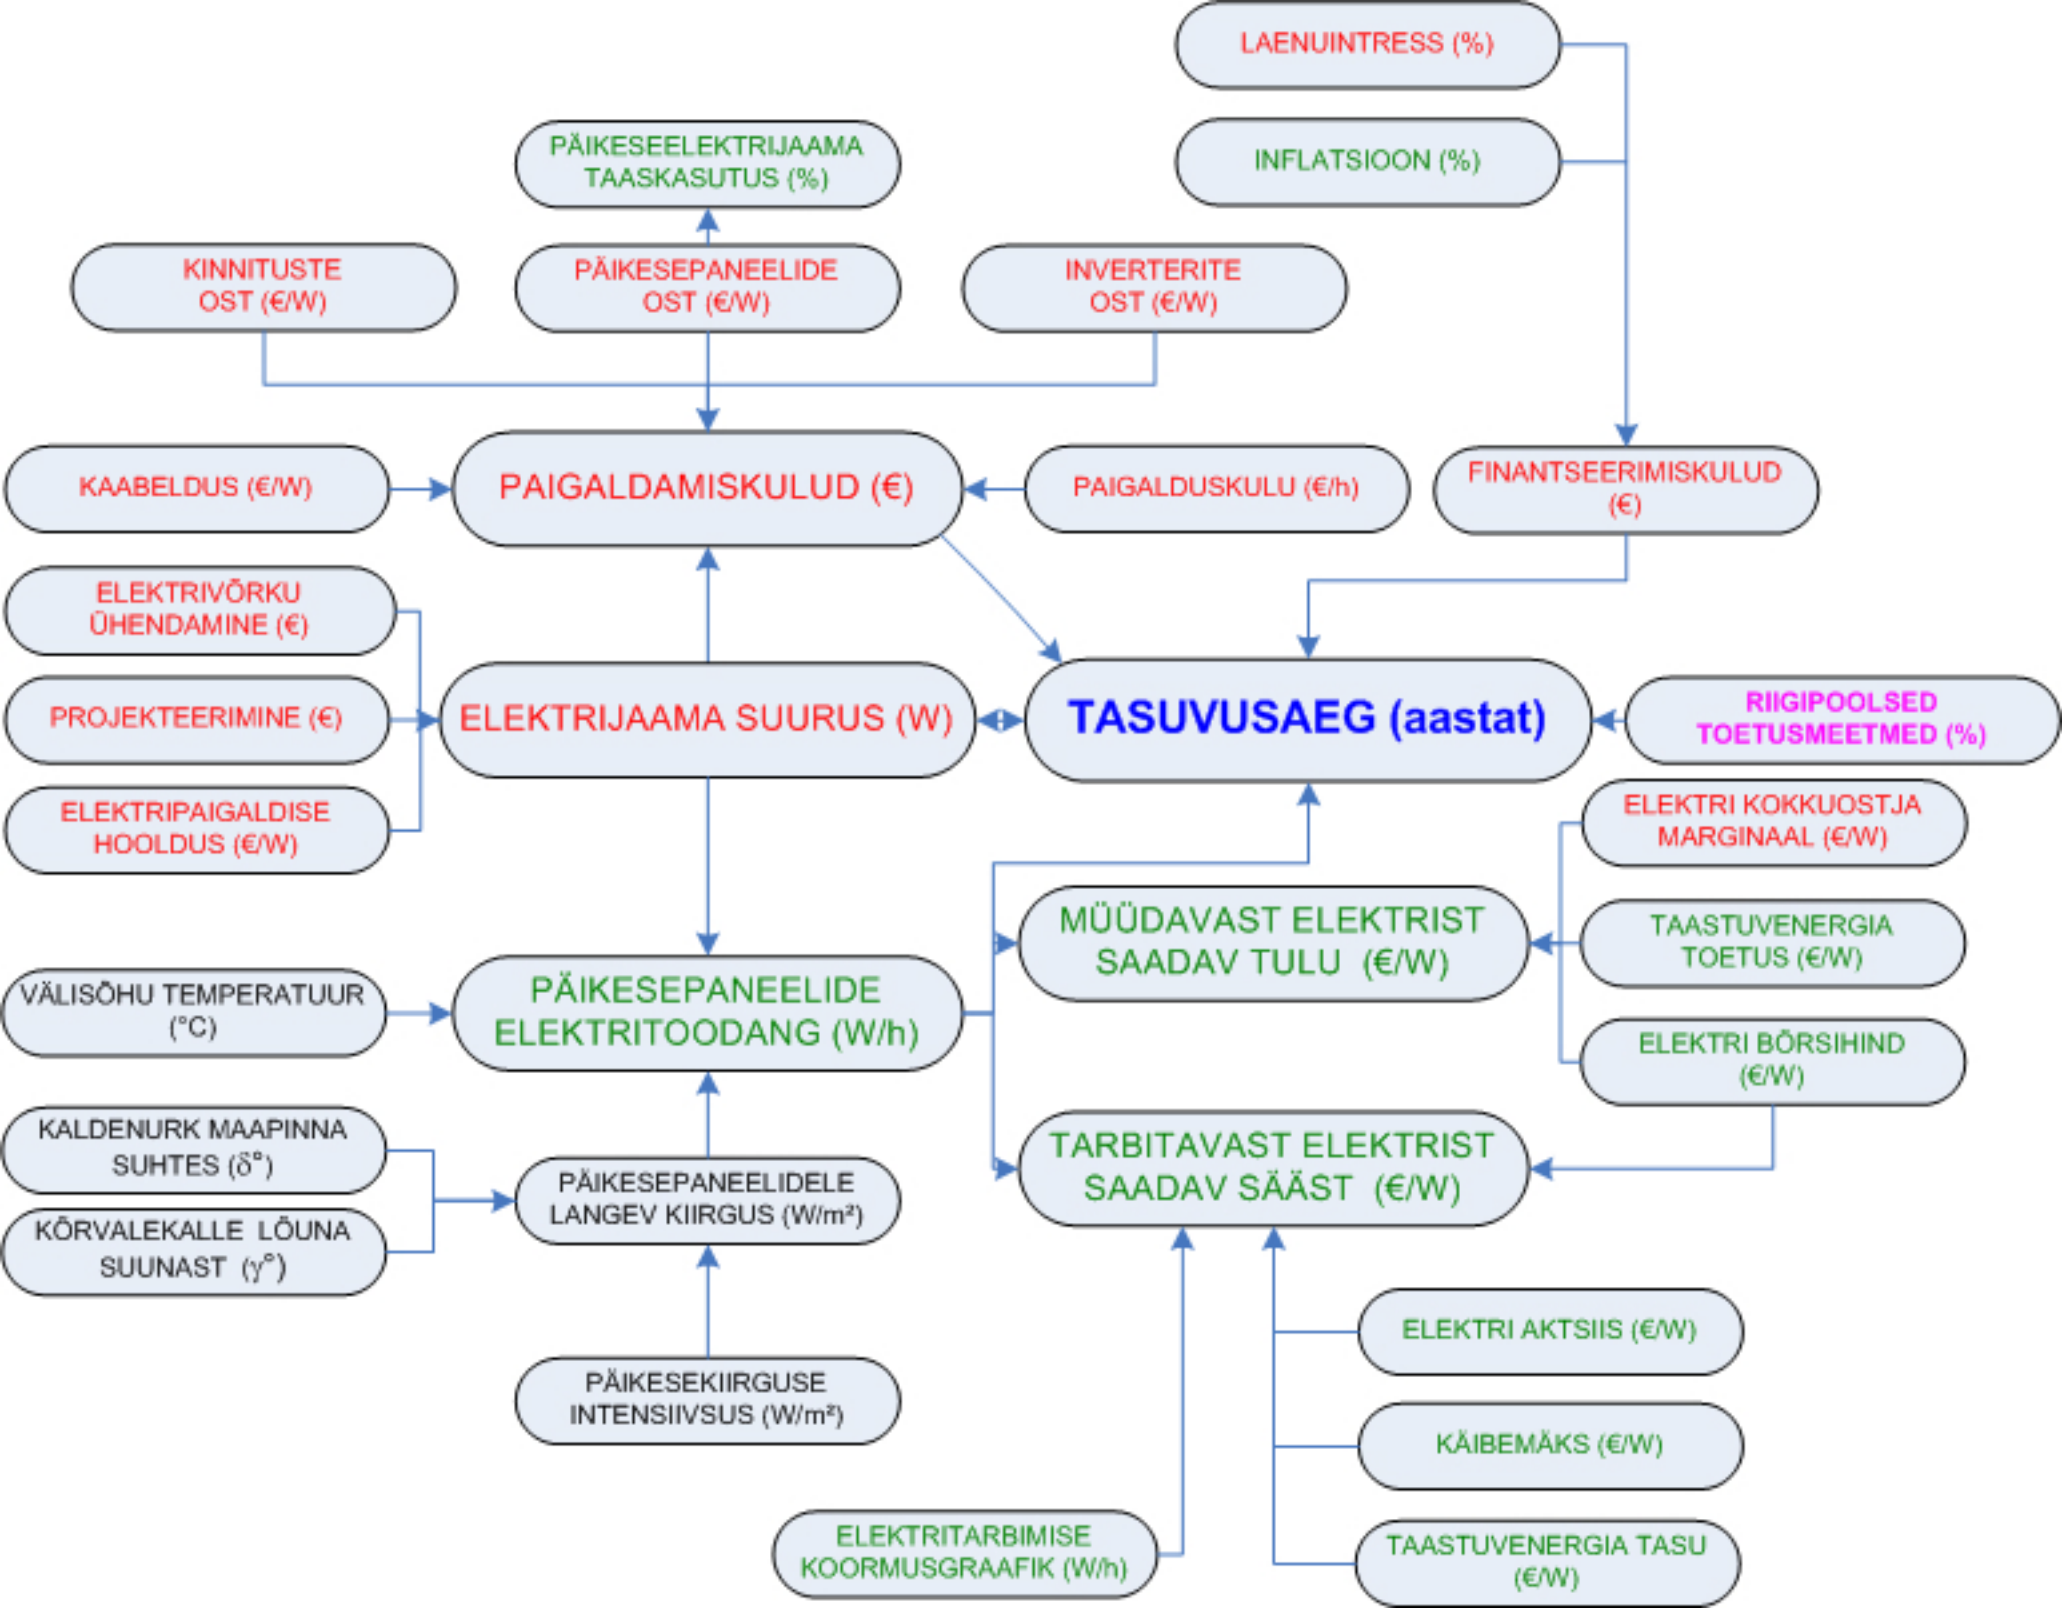 LAENUINTRESS (%)
INFLATSIOON (%)
PÄIKESEELEKTRIJAAMA
TAASKASUTUS (%)
KINNITUSTE
OST (€/W)
PÄIKESEPANEELIDE
OST (€/W)
INVERTERITE
OST (€/W)
KAABELDUS (€/W)
PAIGALDAMISKULUD (€)
PAIGALDUSKULU (€/h)
FINANTSEERIMISKULUD
(€)
ELEKTRIVÕRKU
ÜHENDAMINE (€)
PROJEKTEERIMINE (€)
ELEKTRIPAIGALDISE
HOOLDUS (€/W)
ELEKTRIJAAMA SUURUS (W)
TASUVUSAEG (aastat)
RIIGIPOOLSED
TOETUSMEETMED (%)
ELEKTRI KOKKUOSTJA
MARGINAAL (€/W)
MÜÜDAVAST ELEKTRIST
SAADAV TULU (€/W)
TAASTUVENERGIA
TOETUS (€/W)
ELEKTRI BÖRSIHIND
(€/W)
VÄLISÕHU TEMPERATUUR
(°C)
PÄIKESEPANEELIDE
ELEKTRITOODANG (W/h)
KALDENURK MAAPINNA
SUHTES (δ°)
KÕRVALEKALLE LÕUNA
SUUNAST (γ°)
PÄIKESEPANEELIDELE
LANGEV KIIRGUS (W/m²)
TARBITAVAST ELEKTRIST
SAADAV SÄÄST (€/W)
PÄIKESEKIIRGUSE
INTENSIIVSUS (W/m²)
ELEKTRI AKTSIIS (€/W)
KÄIBEMÄKS (€/W)
ELEKTRITARBIMISE
KOORMUSGRAAFIK (W/h)
TAASTUVENERGIA TASU
(€/W)